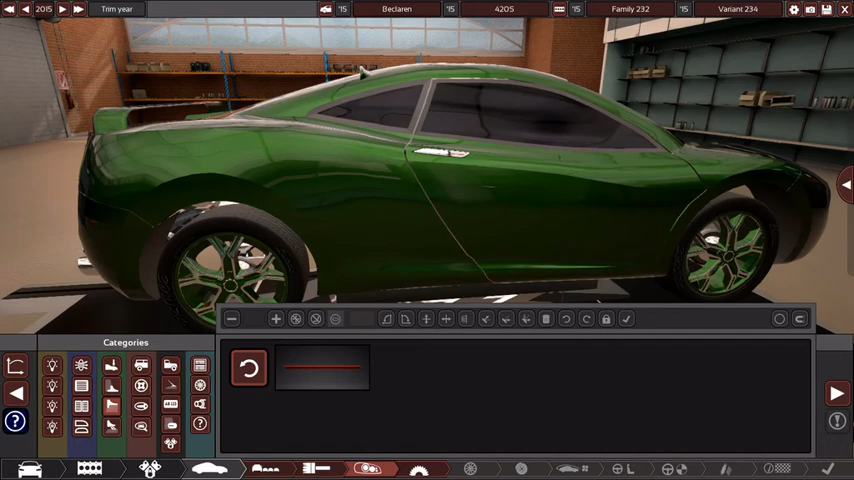 2015 Trim year '15 Beclaren '15 4205 '15 Family 232 '15 Variant 234
Categories